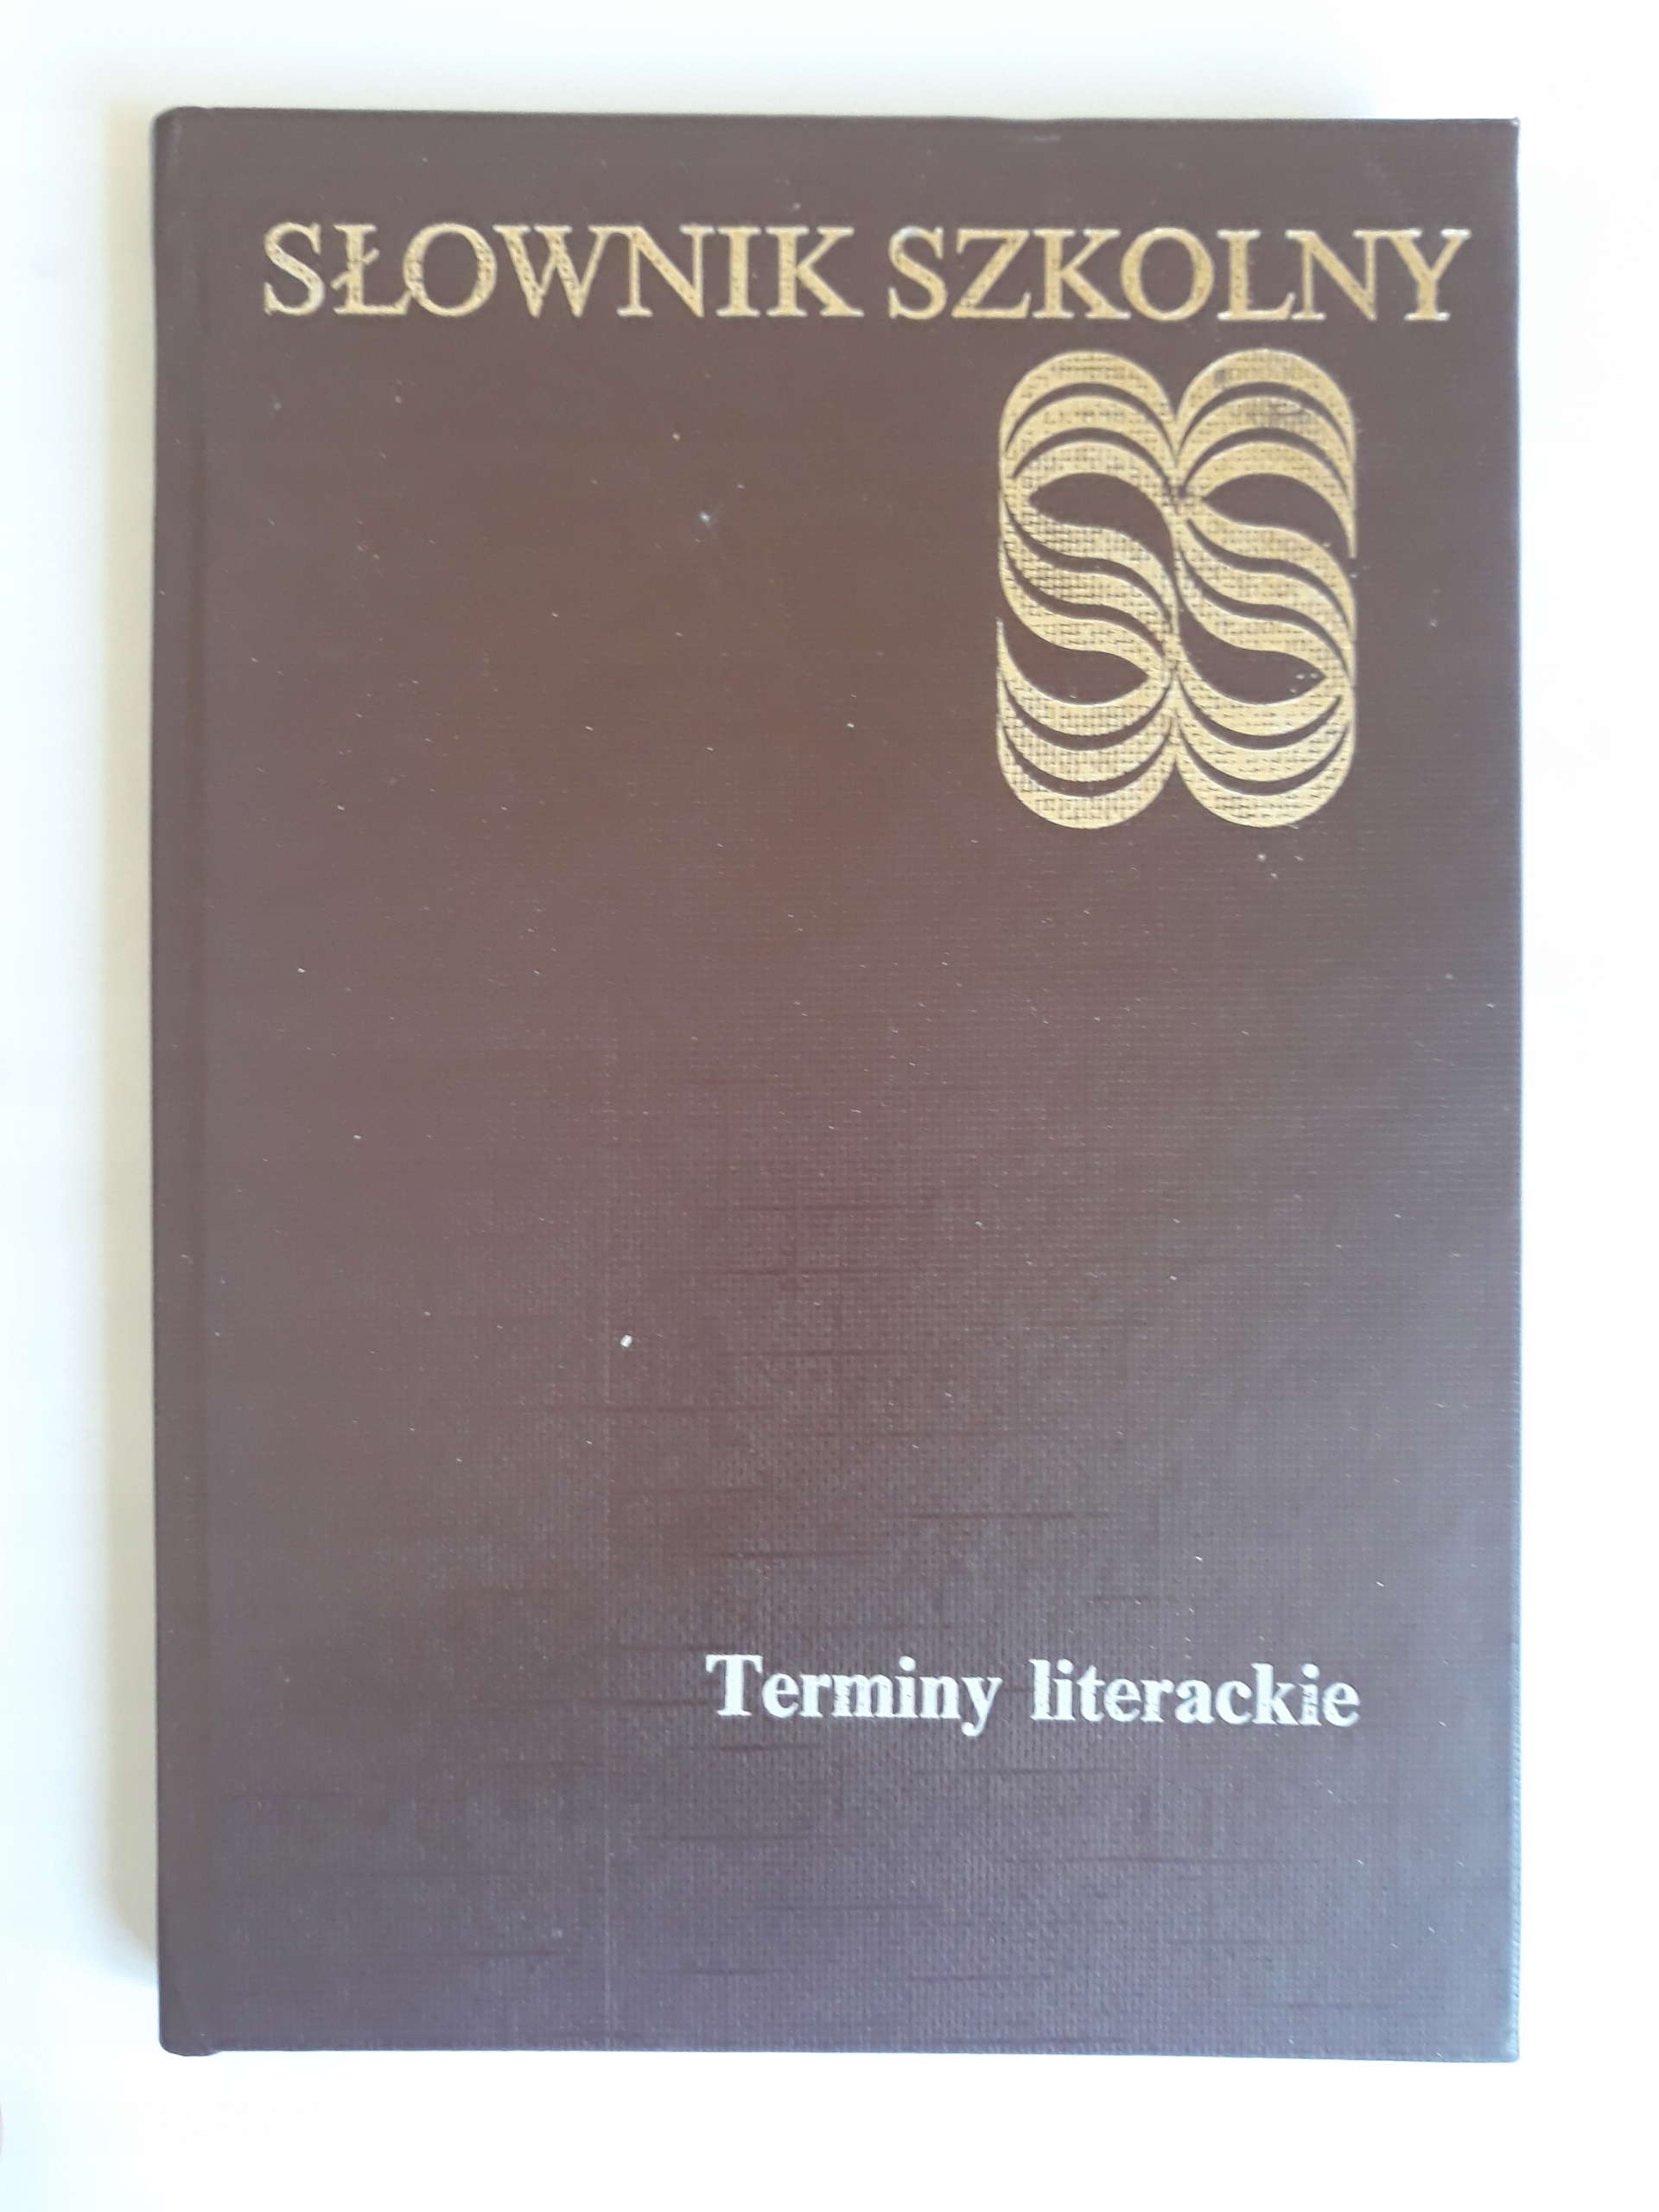 SŁOWNIK SZKOLNY
Terminy literackie